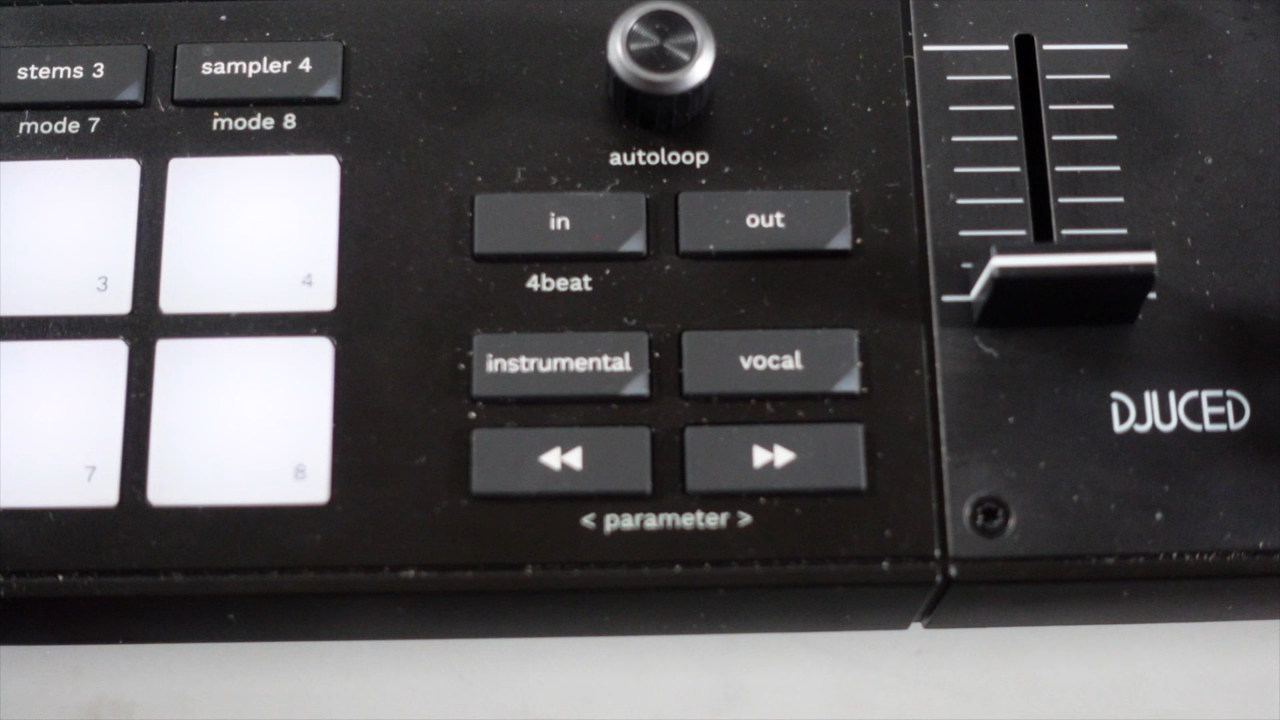 stems 3
sampler 4
mode 7
mode 8
3
4
7
8
autoloop
in
out
4beat
instrumental
vocal
< parameter >
DJUCED